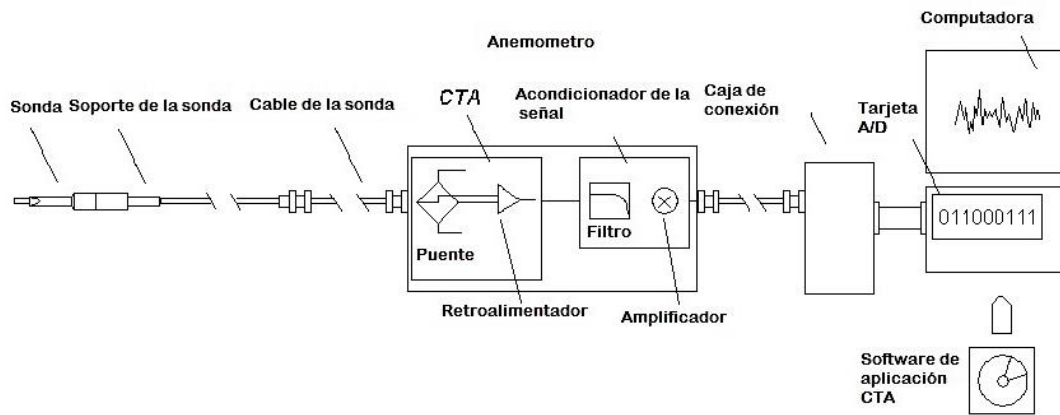 Computadora
Anemometro
Sonda
Soporte de la sonda
Cable de la sonda
CTA
Acondicionador de la
señal
Caja de
conexión
Tarjeta
A/D
011000111
Puente
Filtro
Retroalimentador
Amplificador
Software de
aplicación
CTA